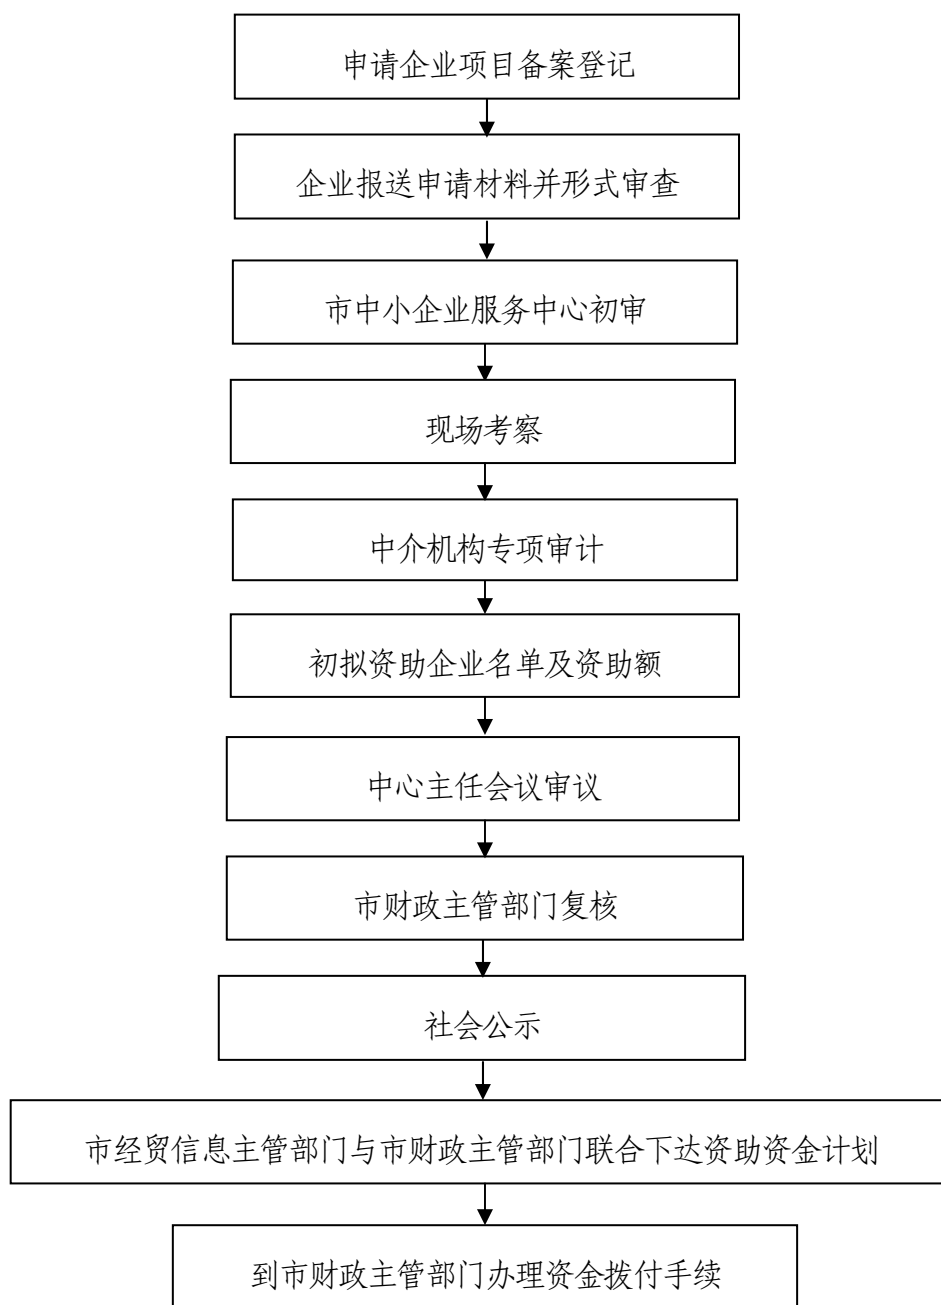 申请企业项目备案登记
企业报送申请材料并形式审查
市中小企业服务中心初审
现场考察
中介机构专项审计
初拟资助企业名单及资助额
中心主任会议审议
市财政主管部门复核
社会公示
市经贸信息主管部门与市财政主管部门联合下达资助资金计划
到市财政主管部门办理资金拨付手续